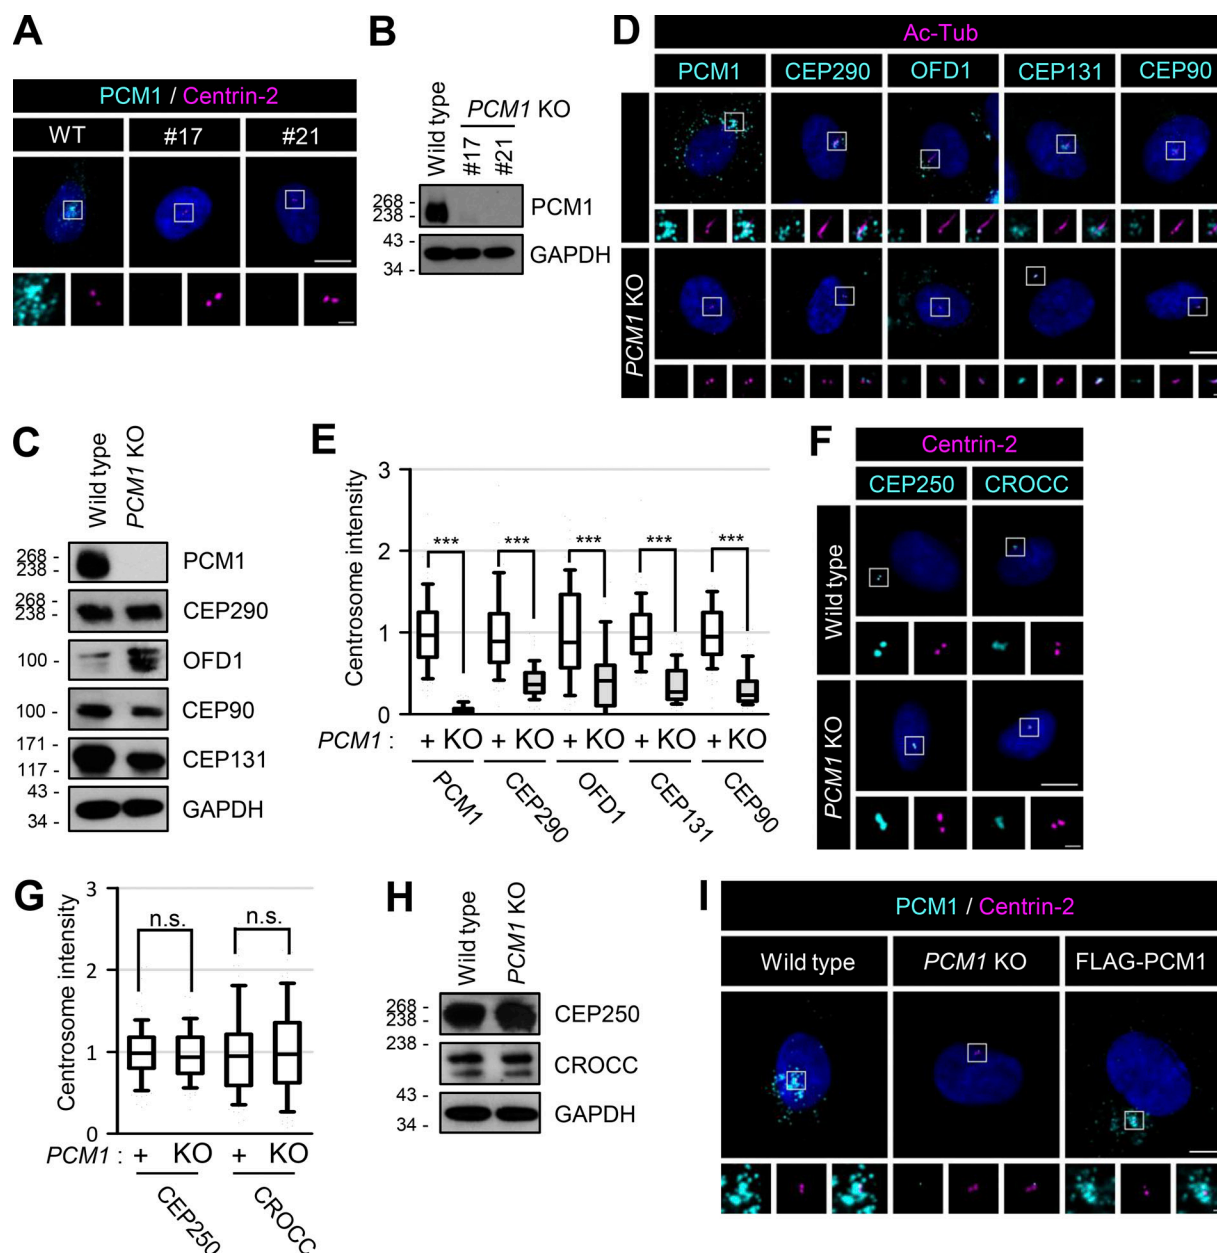 A
PCM1 / Centrin-2
WT #17 #21
B
Wild type
PCM1 KO
#17 #21
268 -
238 -
PCM1
43 -
34 -
GAPDH
D
Ac-Tub
PCM1 CEP290 OFD1 CEP131 CEP90
PCM1 KO
C
Wild type
PCM1 KO
268 -
238 -
PCM1
268 -
238 -
CEP290
100 -
OFD1
100 -
CEP90
171 -
117 -
CEP131
43 -
34 -
GAPDH
E
Centrosome intensity
3
2
1
0
*** *** *** *** ***
PCM1 : + KO + KO + KO + KO + KO
PCM1 CEP290 OFD1 CEP131 CEP90
F
Centrin-2
CEP250 CROCC
Wild type
PCM1 KO
G
Centrosome intensity
3
2
1
0
n.s. n.s.
PCM1 : + KO + KO
CEP250 CROCC
H
Wild type
PCM1 KO
268 -
238 -
CEP250
238 -
CROCC
43 -
34 -
GAPDH
I
PCM1 / Centrin-2
Wild type PCM1 KO FLAG-PCM1